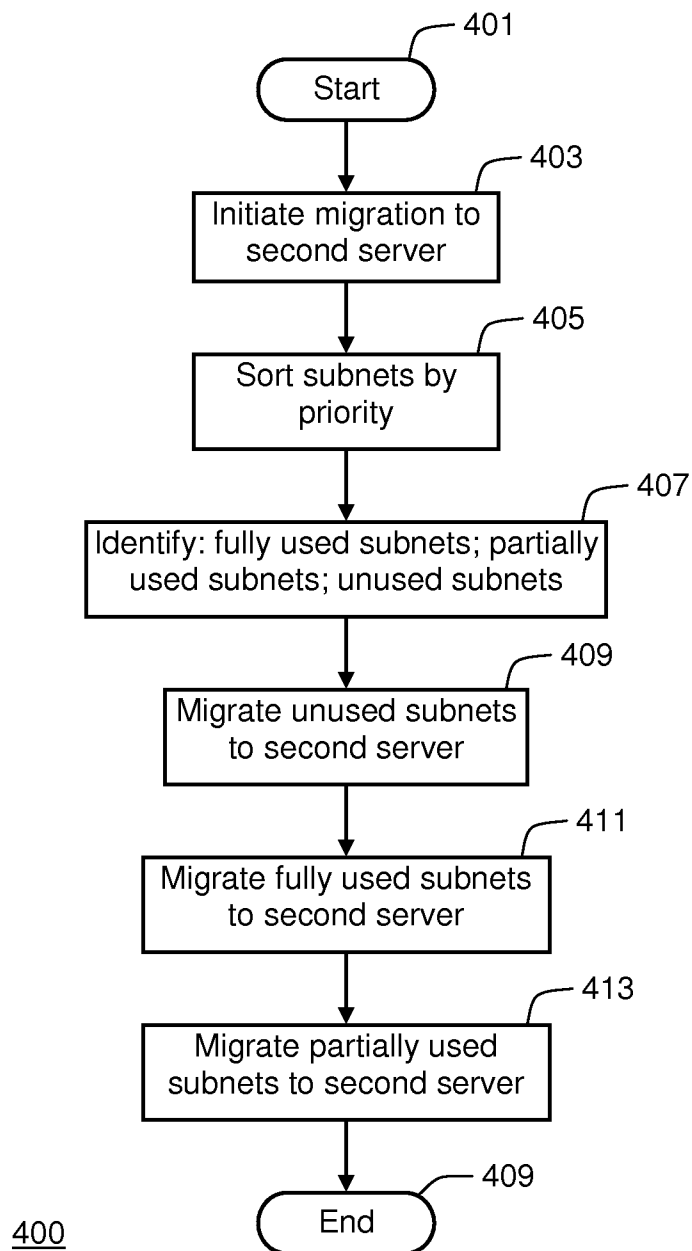 401
Start
403
Initiate migration to
second server
405
Sort subnets by
priority
407
Identify: fully used subnets; partially
used subnets; unused subnets
409
Migrate unused subnets
to second server
411
Migrate fully used subnets
to second server
413
Migrate partially used
subnets to second server
409
End
400